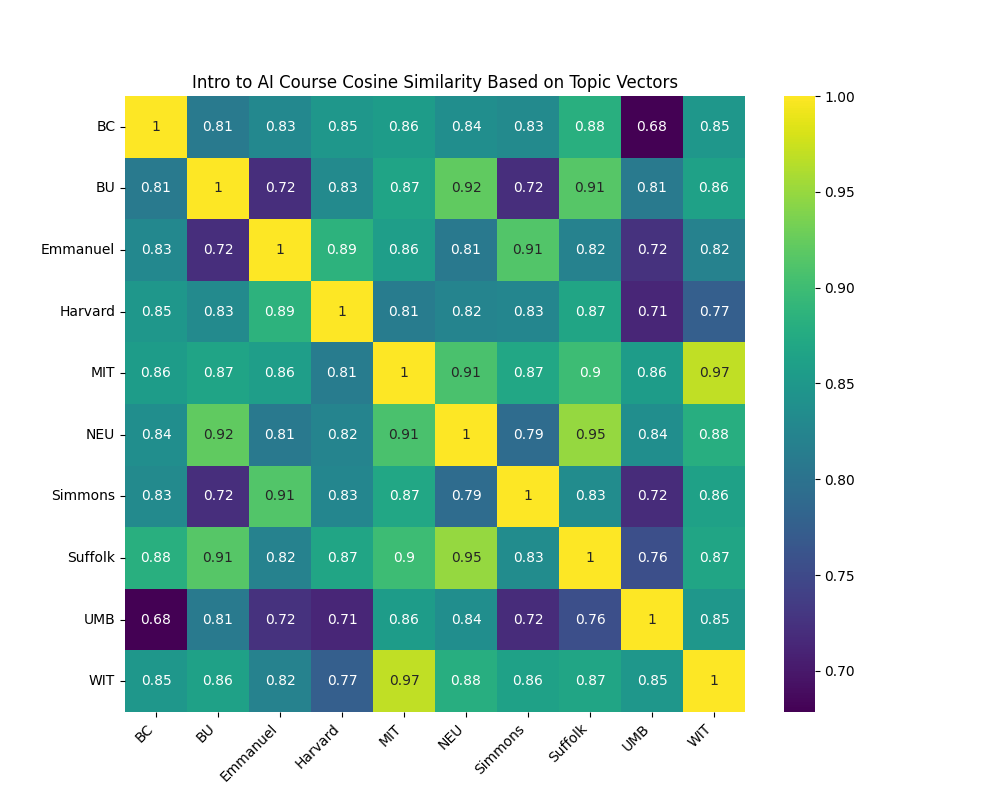 Intro to AI Course Cosine Similarity Based on Topic Vectors
BC 1 0.81 0.83 0.85 0.86 0.84 0.83 0.88 0.68 0.85
BU 0.81 1 0.72 0.83 0.87 0.92 0.72 0.91 0.81 0.86
Emmanuel 0.83 0.72 1 0.89 0.86 0.81 0.91 0.82 0.72 0.82
Harvard 0.85 0.83 0.89 1 0.81 0.82 0.83 0.87 0.71 0.77
MIT 0.86 0.87 0.86 0.81 1 0.91 0.87 0.9 0.86 0.97
NEU 0.84 0.92 0.81 0.82 0.91 1 0.79 0.95 0.84 0.88
Simmons 0.83 0.72 0.91 0.83 0.87 0.79 1 0.83 0.72 0.86
Suffolk 0.88 0.91 0.82 0.87 0.9 0.95 0.83 1 0.76 0.87
UMB 0.68 0.81 0.72 0.71 0.86 0.84 0.72 0.76 1 0.85
WIT 0.85 0.86 0.82 0.77 0.97 0.88 0.86 0.87 0.85 1
BC BU Emmanuel Harvard MIT NEU Simmons Suffolk UMB WIT
1.00
0.95
0.90
0.85
0.80
0.75
0.70